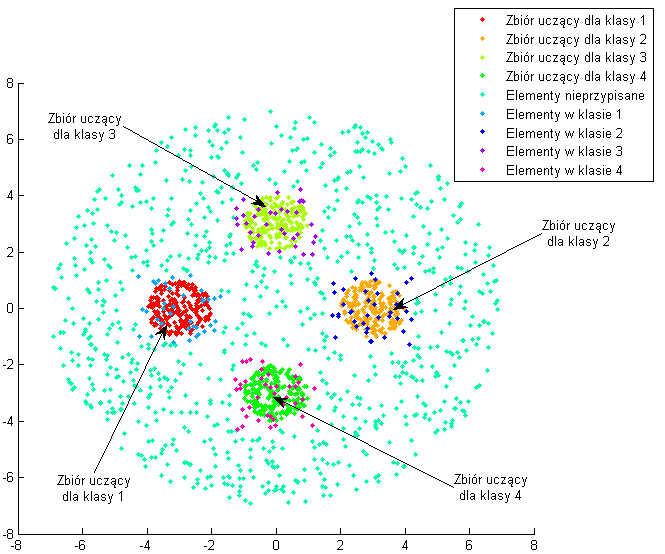 Zbiór uczący dla klasy 1
Zbiór uczący dla klasy 2
Zbiór uczący dla klasy 3
Zbiór uczący dla klasy 4
Elementy nieprzypisane
Elementy w klasie 1
Elementy w klasie 2
Elementy w klasie 3
Elementy w klasie 4
Zbiór uczący
dla klasy 3
Zbiór uczący
dla klasy 2
Zbiór uczący
dla klasy 1
Zbiór uczący
dla klasy 4
8
6
4
2
0
-2
-4
-6
-8
-8 -6 -4 -2 0 2 4 6 8